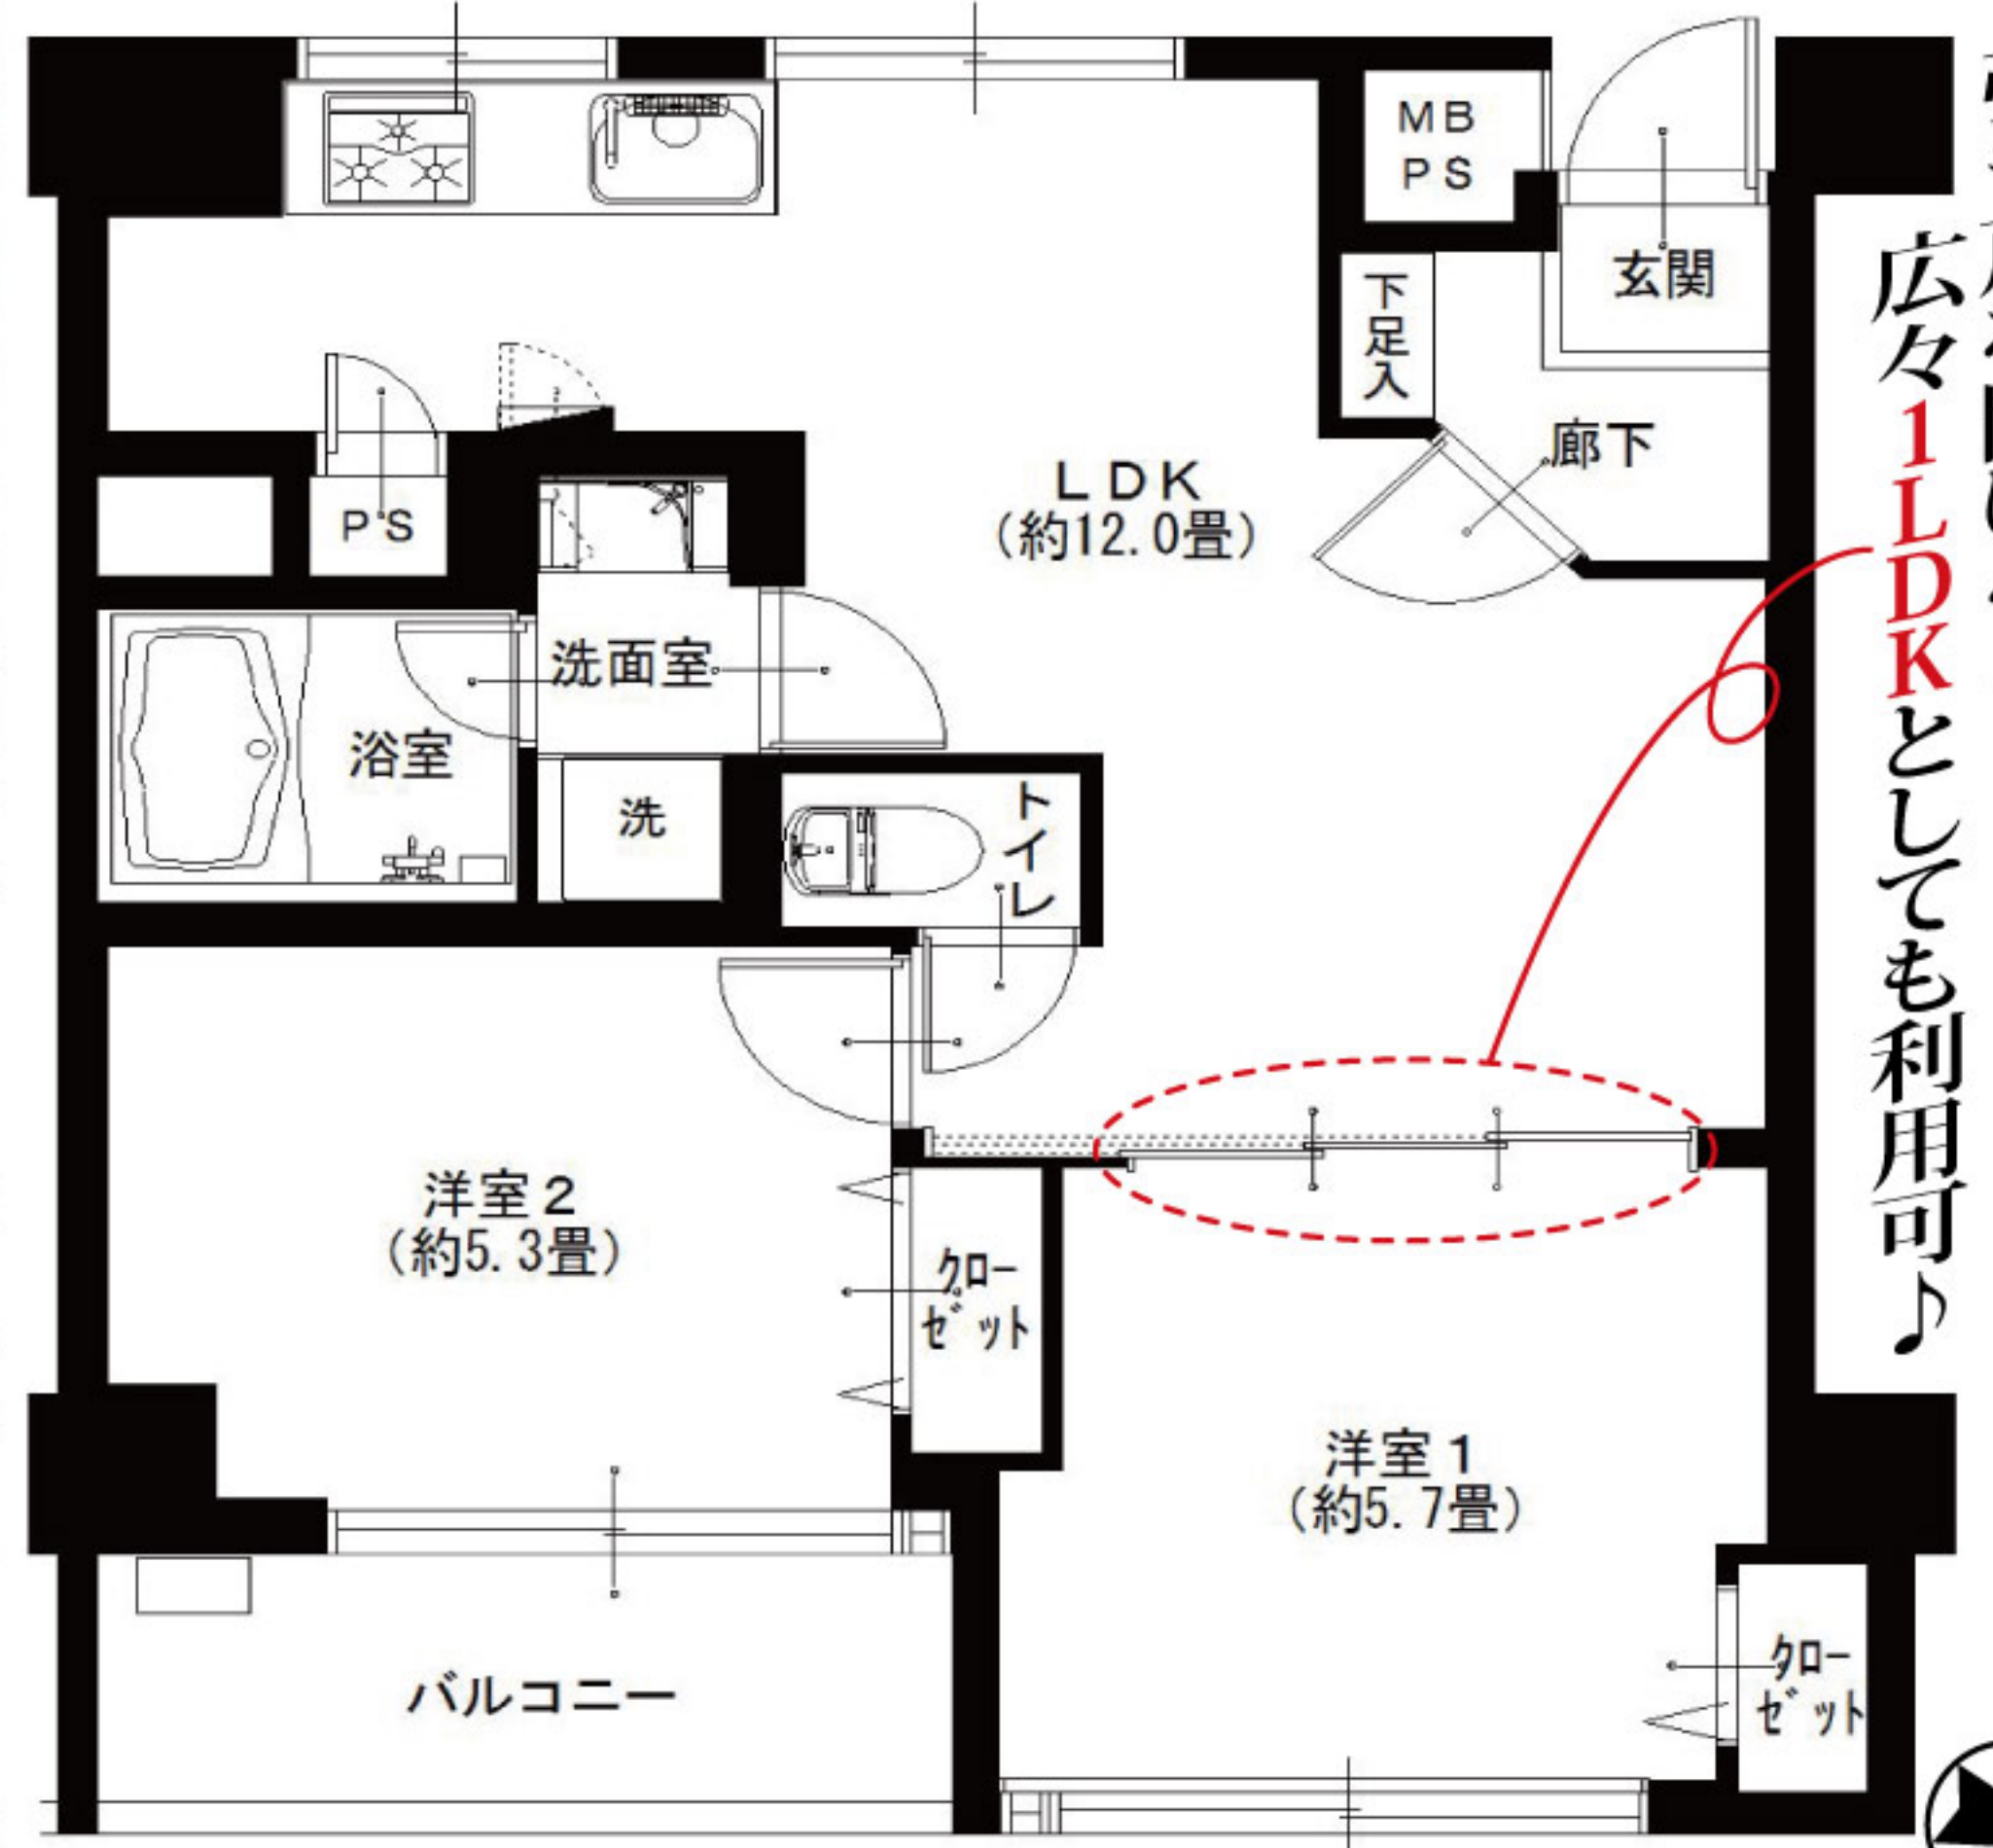 MB
PS
玄関
下足入
廊下
LDK
(約12.0畳)
PS
洗面室
浴室
洗
トイレ
洋室2
(約5.3畳)
クローゼット
洋室1
(約5.7畳)
クローゼット
バルコニー
広々1LDKとしても利用可♪